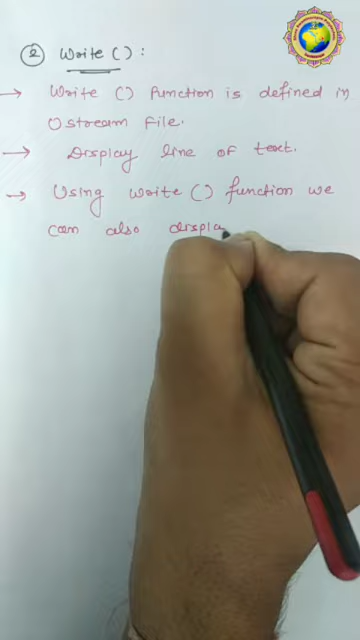 ② Write ( ) :
→ Write ( ) function is defined in
Ostream file.
→ Display line of text.
→ Using write ( ) function we
can also display